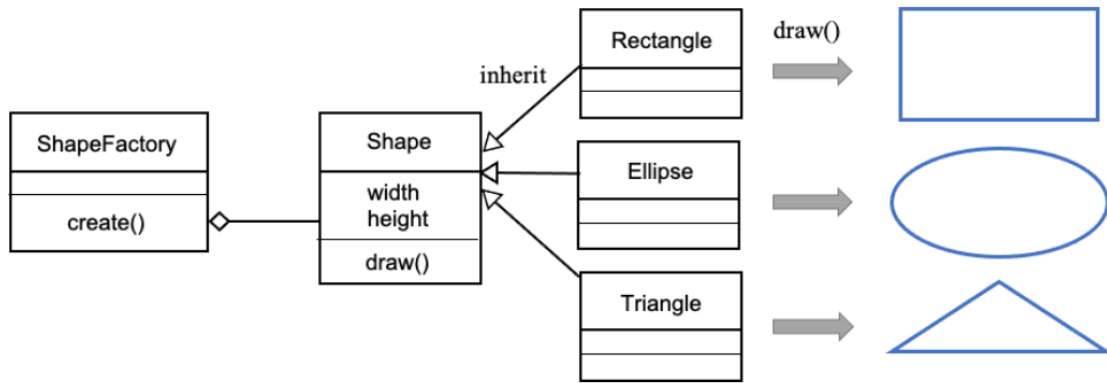 ShapeFactory
create()
Shape
width
height
draw()
inherit
Rectangle
Ellipse
Triangle
draw()